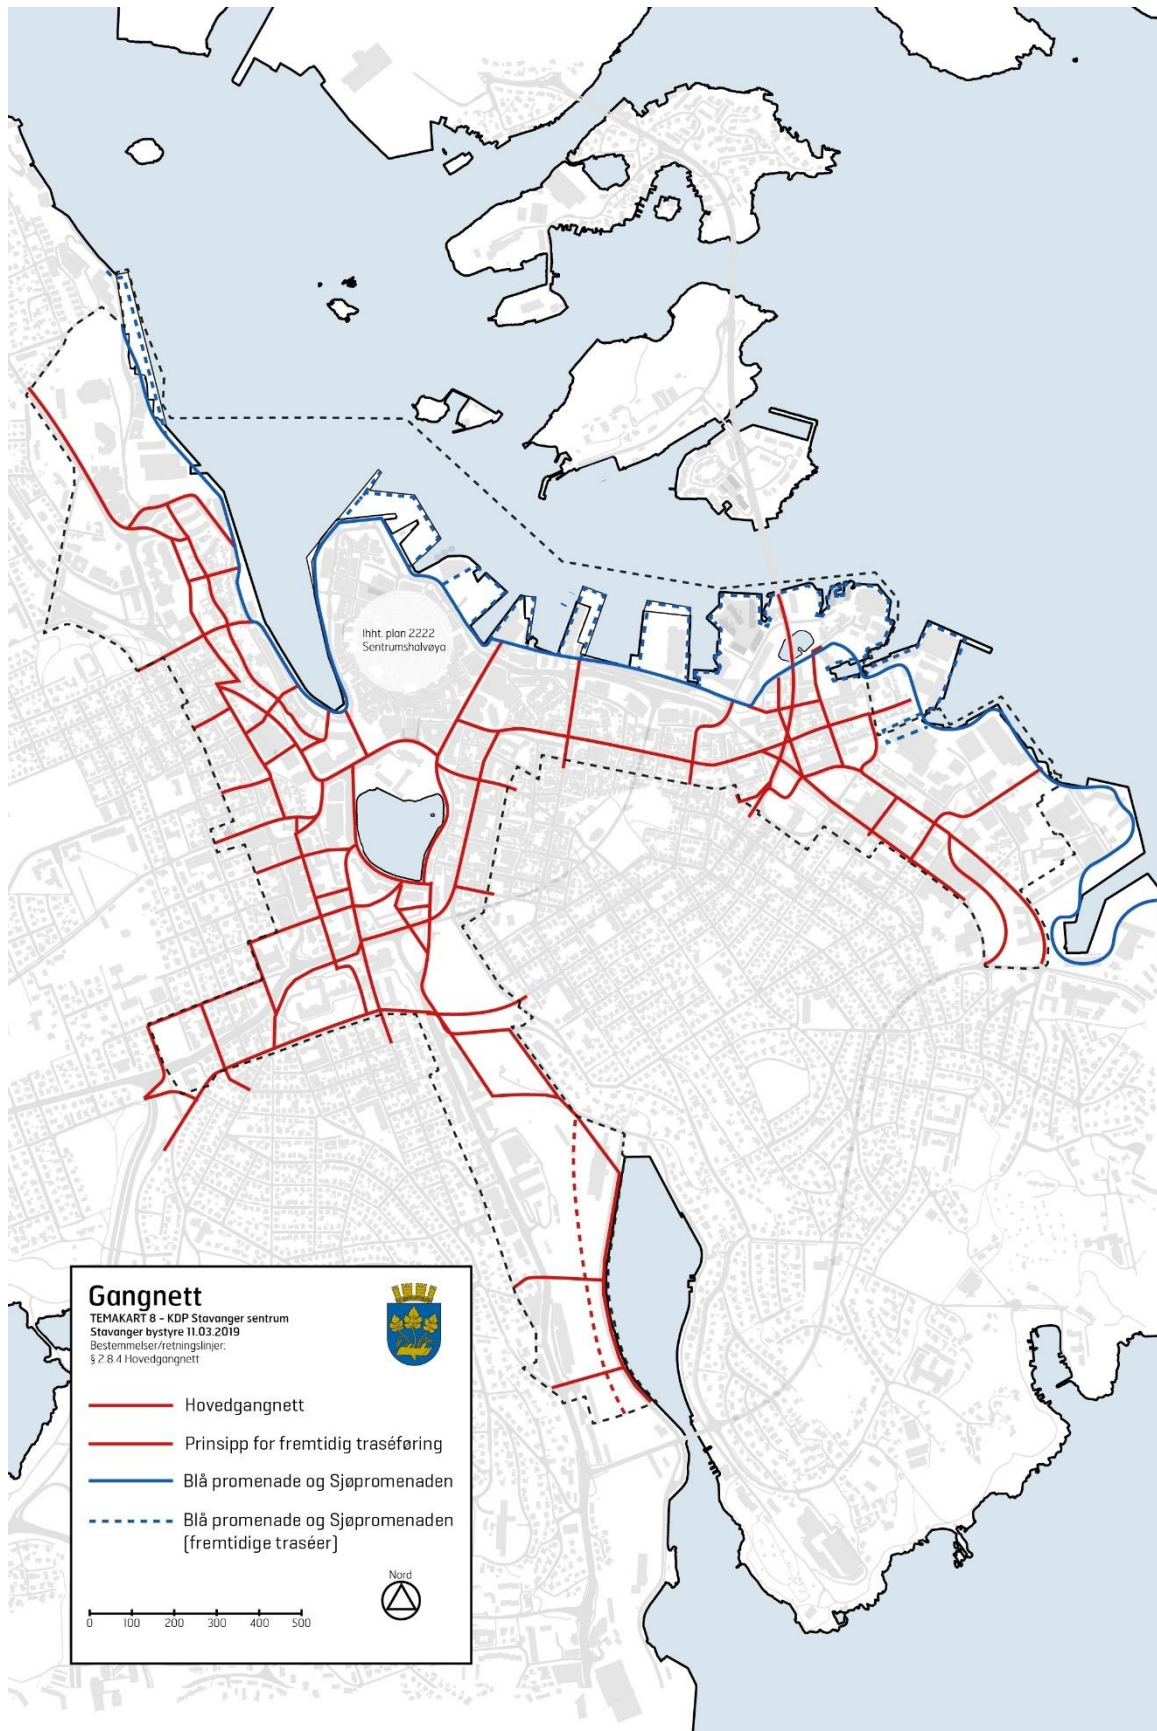 Ihht. plan 2222
Sentrumshalvøya
Gangnett
TEMAKART 8 - KDP Stavanger sentrum
Stavanger bystyre 11.03.2019
Bestemmelser/retningslinjer:
§ 2.8.4 Hovedgangnett
Hovedgangnett
Prinsipp for fremtidig traséføring
Blå promenade og Sjøpromenaden
Blå promenade og Sjøpromenaden
(fremtidige traséer)
Nord
0 100 200 300 400 500